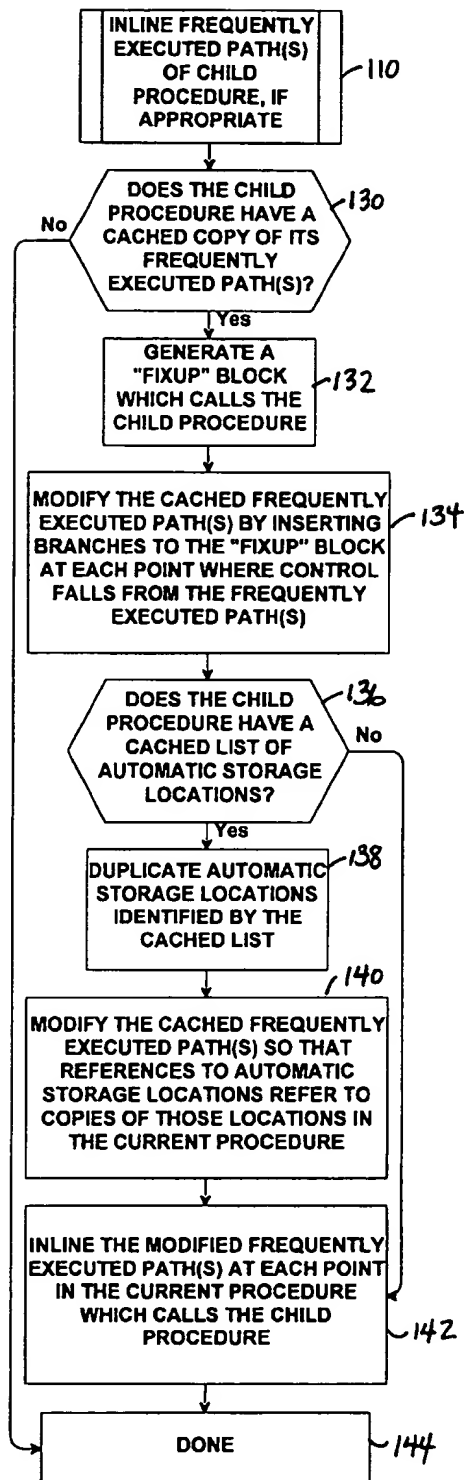 INLINE FREQUENTLY
EXECUTED PATH(S)
OF CHILD
PROCEDURE, IF
APPROPRIATE
110
DOES THE CHILD
PROCEDURE HAVE A
CACHED COPY OF ITS
FREQUENTLY
EXECUTED PATH(S)?
130
No
Yes
GENERATE A
"FIXUP" BLOCK
WHICH CALLS THE
CHILD PROCEDURE
132
MODIFY THE CACHED FREQUENTLY
EXECUTED PATH(S) BY INSERTING
BRANCHES TO THE "FIXUP" BLOCK
AT EACH POINT WHERE CONTROL
FALLS FROM THE FREQUENTLY
EXECUTED PATH(S)
134
DOES THE CHILD
PROCEDURE HAVE A
CACHED LIST OF
AUTOMATIC STORAGE
LOCATIONS?
136
No
Yes
DUPLICATE AUTOMATIC
STORAGE LOCATIONS
IDENTIFIED BY THE
CACHED LIST
138
140
MODIFY THE CACHED FREQUENTLY
EXECUTED PATH(S) SO THAT
REFERENCES TO AUTOMATIC
STORAGE LOCATIONS REFER TO
COPIES OF THOSE LOCATIONS IN
THE CURRENT PROCEDURE
INLINE THE MODIFIED FREQUENTLY
EXECUTED PATH(S) AT EACH POINT
IN THE CURRENT PROCEDURE
WHICH CALLS THE CHILD
PROCEDURE
142
DONE
144